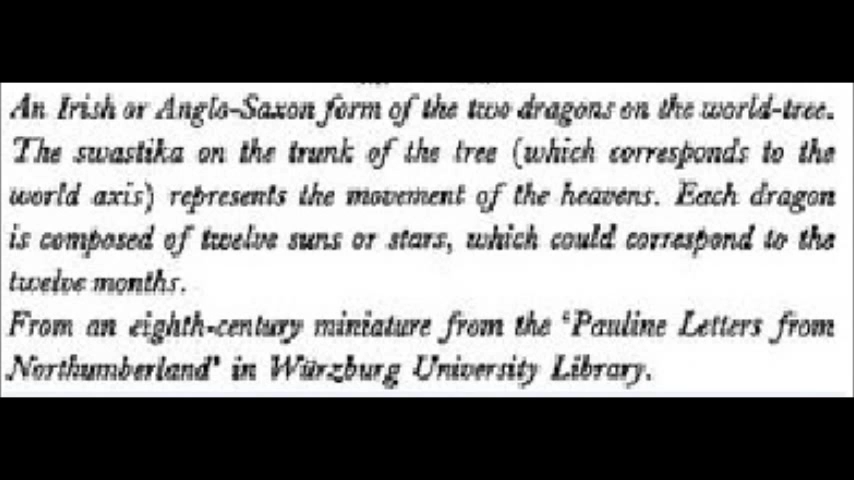 An Irish or Anglo-Saxon form of the two dragons on the world-tree.
The swastika on the trunk of the tree (which corresponds to the
world axis) represents the movement of the heavens. Each dragon
is composed of twelve suns or stars, which could correspond to the
twelve months.
From an eighth-century miniature from the 'Pauline Letters from
Northumberland' in Würzburg University Library.